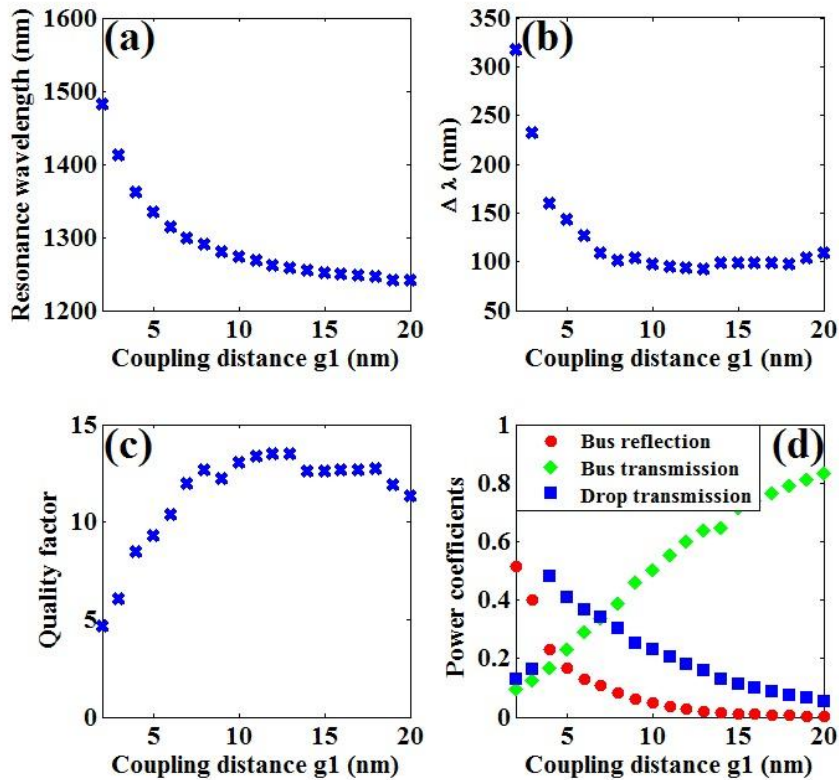 (a)
Resonance wavelength (nm)
1600
1500
1400
1300
1200
5
10
15
20
Coupling distance g1 (nm)
(b)
Δ λ (nm)
350
300
250
200
150
100
50
5
10
15
20
Coupling distance g1 (nm)
(c)
Quality factor
15
10
5
0
5
10
15
20
Coupling distance g1 (nm)
(d)
Power coefficients
1
0.8
0.6
0.4
0.2
0
Bus reflection
Bus transmission
Drop transmission
5
10
15
20
Coupling distance g1 (nm)